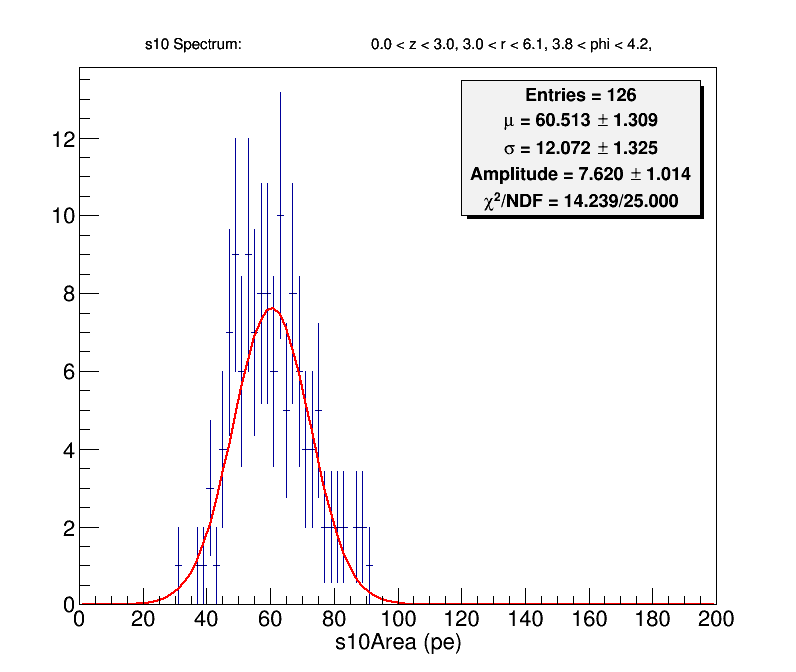 s10 Spectrum: 0.0 < z < 3.0, 3.0 < r < 6.1, 3.8 < phi < 4.2,
Entries = 126
μ = 60.513 ± 1.309
σ = 12.072 ± 1.325
Amplitude = 7.620 ± 1.014
χ²/NDF = 14.239/25.000
12
10
8
6
4
2
0
0 20 40 60 80 100 120 140 160 180 200
s10Area (pe)